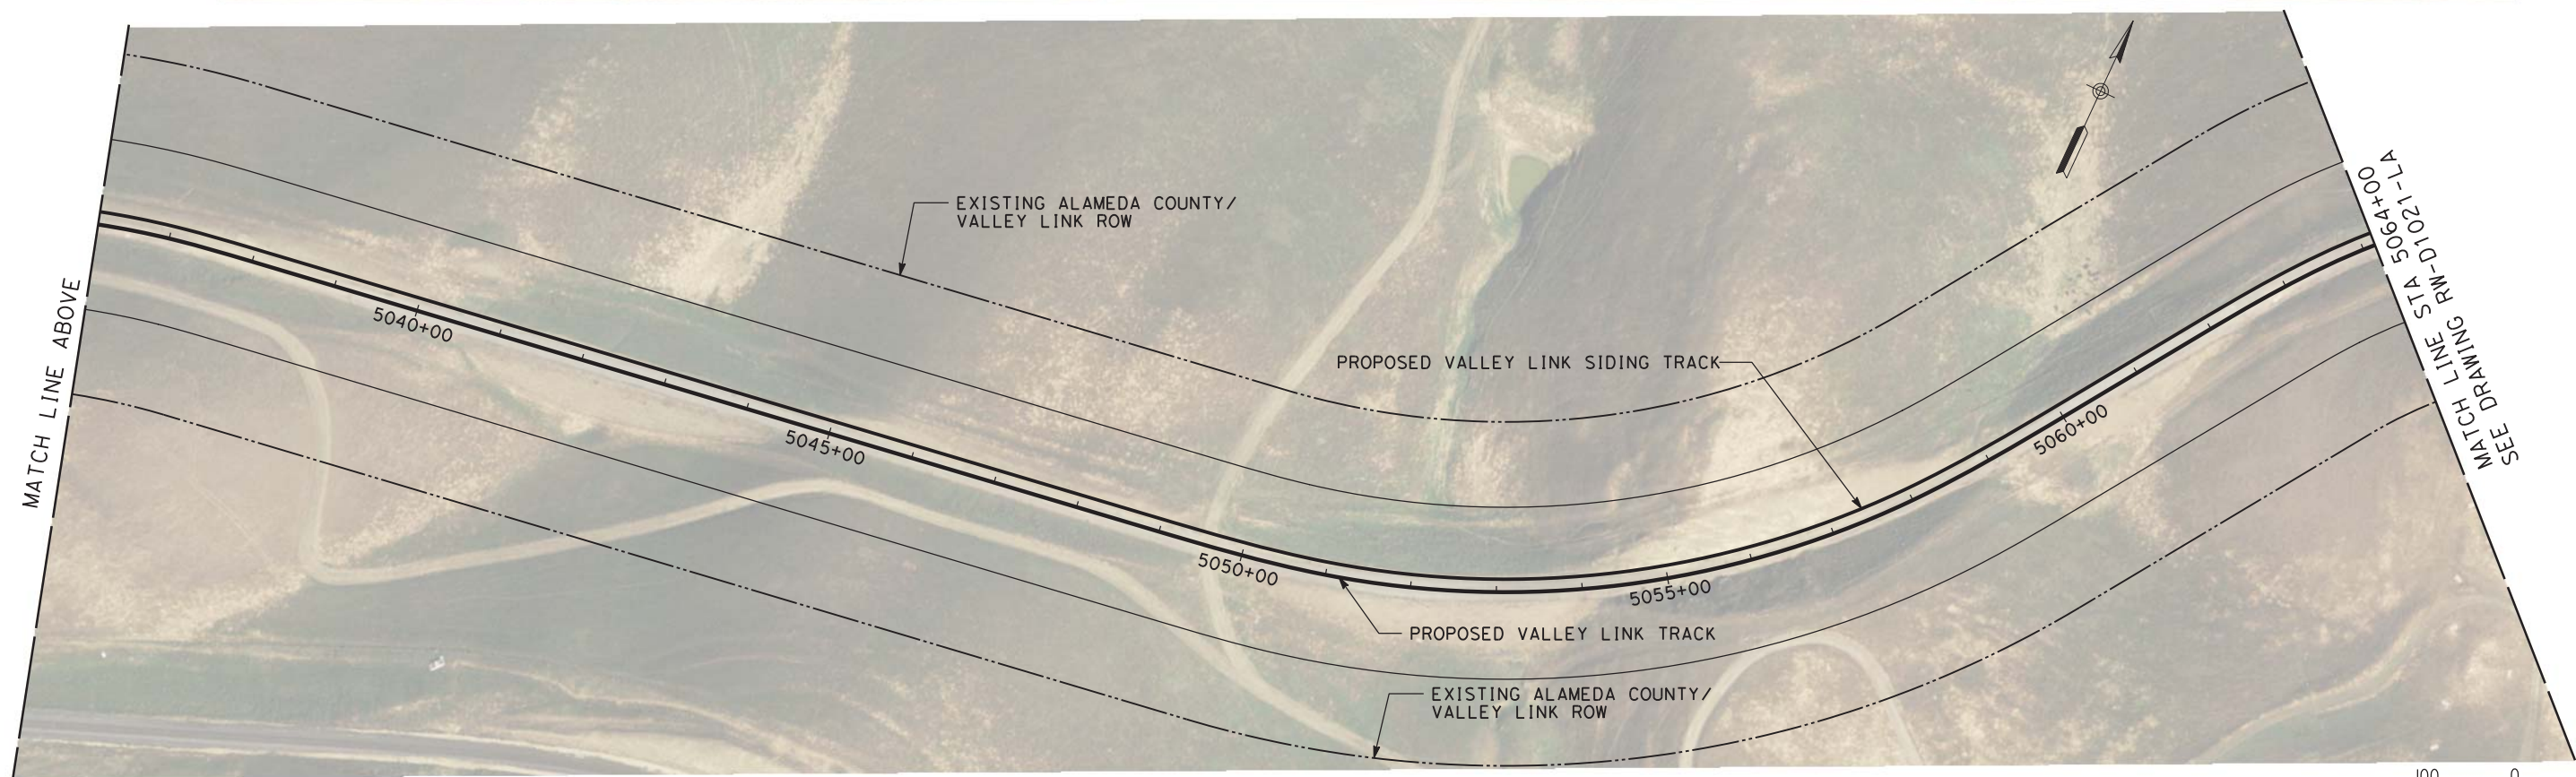 EXISTING ALAMEDA COUNTY/
VALLEY LINK ROW
MATCH LINE ABOVE
5040+00
5045+00
5050+00
5055+00
5060+00
PROPOSED VALLEY LINK SIDING TRACK
MATCH LINE STA 5064+00
SEE DRAWING RW-D1021-LA
PROPOSED VALLEY LINK TRACK
EXISTING ALAMEDA COUNTY/
VALLEY LINK ROW
100 0